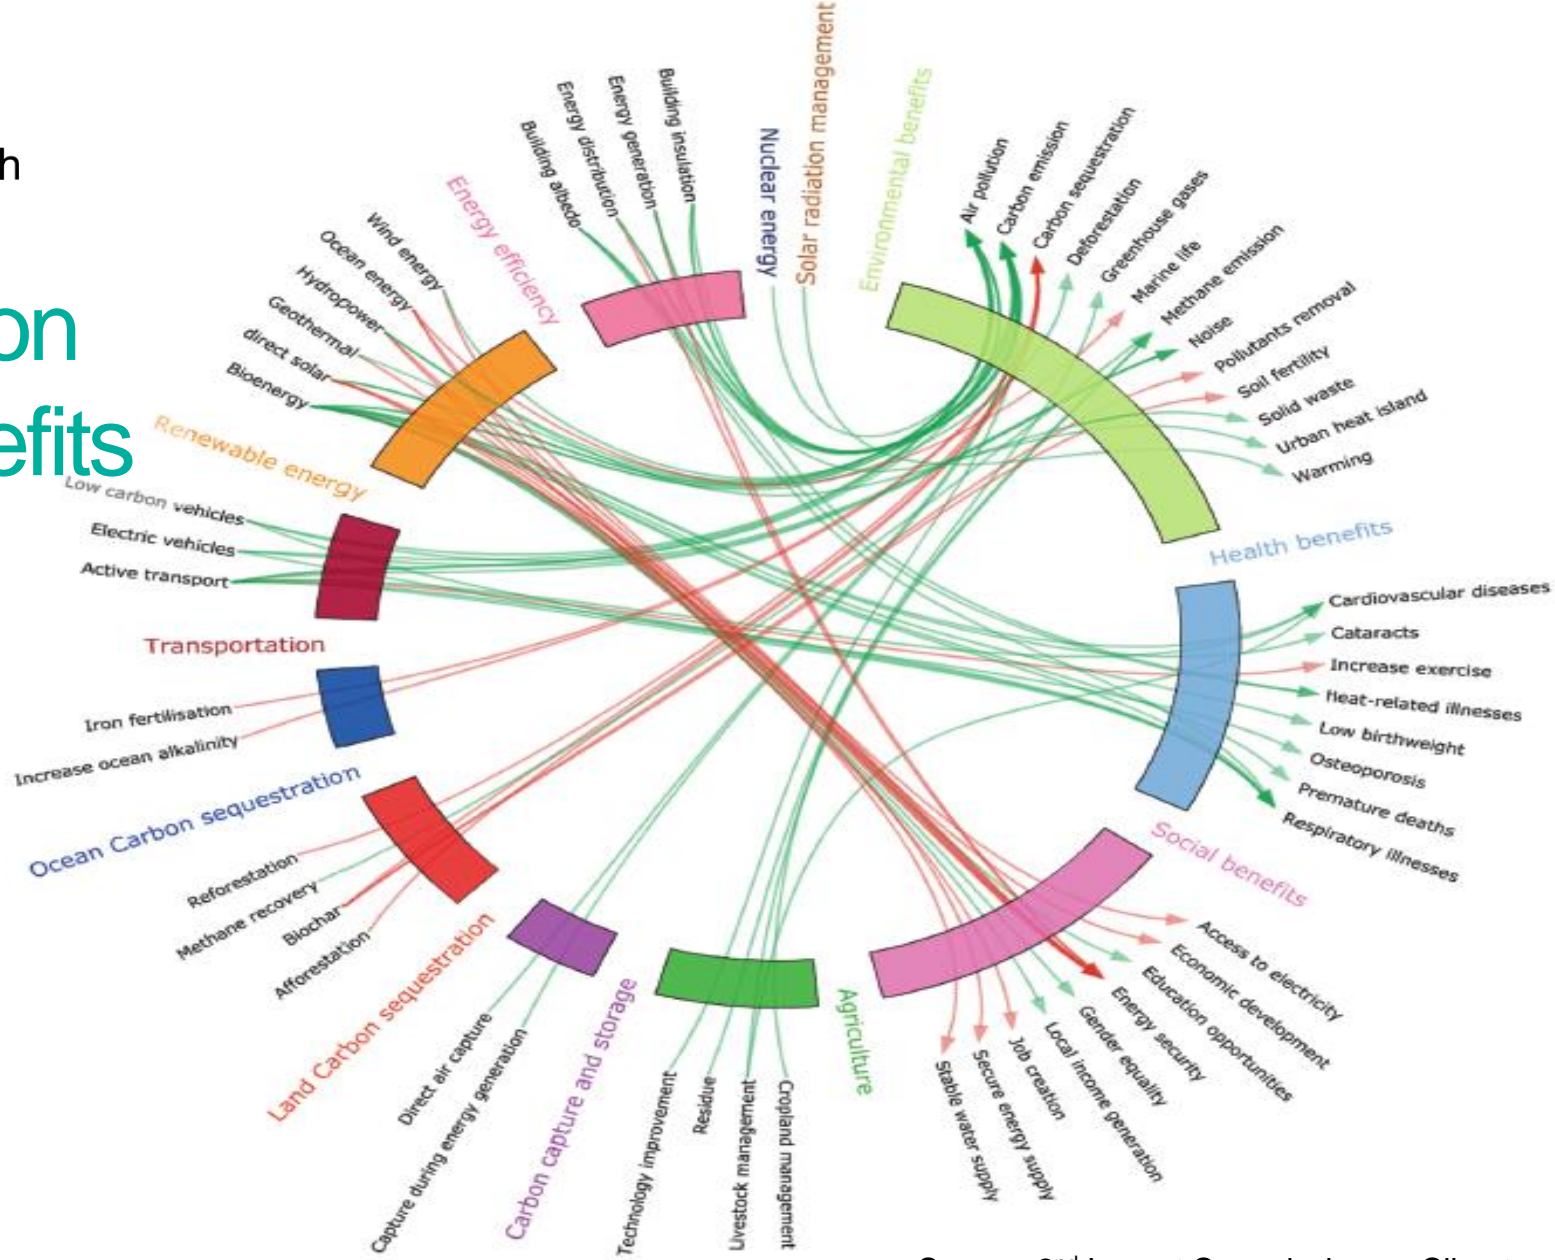 h
on
efits
Solar radiation management
Nuclear energy
Building insulation
Energy generation
Energy distribution
Building albedo
Energy efficiency
Wind energy
Ocean energy
Hydropower
Geothermal
direct solar
Bioenergy
Renewable energy
Low carbon vehicles
Electric vehicles
Active transport
Transportation
Iron fertilisation
Increase ocean alkalinity
Ocean Carbon sequestration
Reforestation
Methane recovery
Biochar
Afforestation
Land Carbon sequestration
Direct air capture
Capture during energy generation
Carbon capture and storage
Technology improvement
Residue
Livestock management
Cropland management
Agriculture
Environmental benefits
Air pollution
Carbon emission
Carbon sequestration
Deforestation
Greenhouse gases
Marine life
Methane emission
Noise
Pollutants removal
Soil fertility
Solid waste
Urban heat island
Warming
Health benefits
Cardiovascular diseases
Cataracts
Increase exercise
Heat-related illnesses
Low birthweight
Osteoporosis
Premature deaths
Respiratory illnesses
Social benefits
Access to electricity
Economic development
Education opportunities
Energy security
Gender equality
Local income generation
Job creation
Secure energy supply
Stable water supply